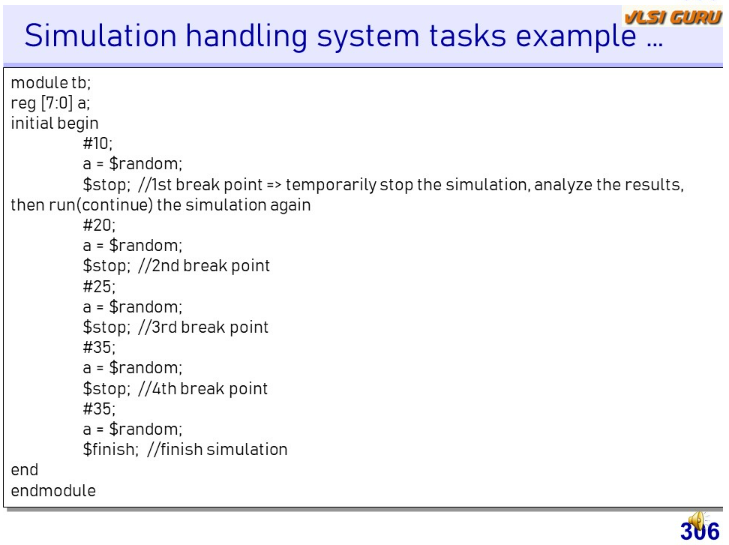 VLSI GURU
Simulation handling system tasks example ...
module tb;
reg [7:0] a;
initial begin
#10;
a = $random;
$stop; //1st break point => temporarily stop the simulation, analyze the results,
then run(continue) the simulation again
#20;
a = $random;
$stop; //2nd break point
#25;
a = $random;
$stop; //3rd break point
#35;
a = $random;
$stop; //4th break point
#35;
a = $random;
$finish; //finish simulation
end
endmodule
306